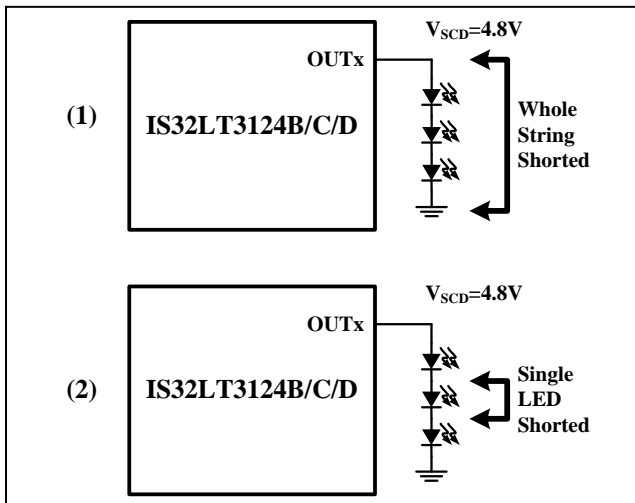 V_SCD=4.8V
OUTx
(1)
IS32LT3124B/C/D
Whole
String
Shorted
V_SCD=4.8V
OUTx
(2)
IS32LT3124B/C/D
Single
LED
Shorted